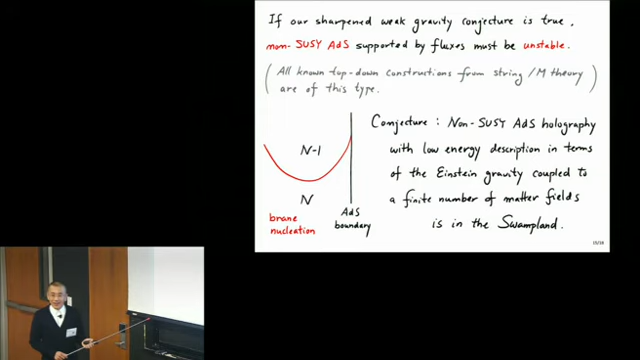 If our sharpened weak gravity conjecture is true,
non-SUSY AdS supported by fluxes must be unstable.
(All known top-down constructions from string/M theory
are of this type.)
Conjecture: Non-SUSY AdS holography
with low energy description in terms
of the Einstein gravity coupled to
a finite number of matter fields
is in the Swampland.
N-1
N
brane
nucleation
AdS
boundary
15/18